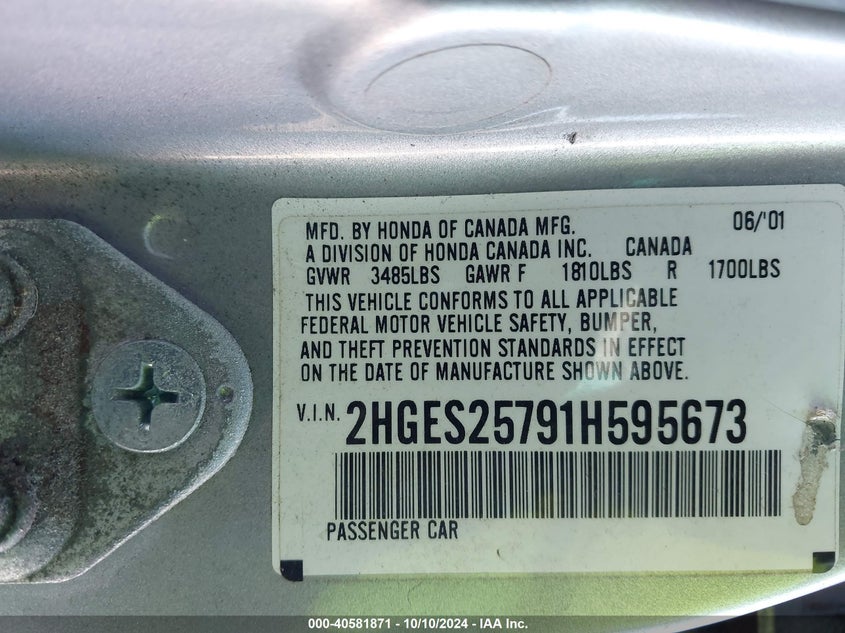 MFD. BY HONDA OF CANADA MFG. 06/'01
A DIVISION OF HONDA CANADA INC. CANADA
GVWR 3485LBS GAWR F 1810LBS R 1700LBS
THIS VEHICLE CONFORMS TO ALL APPLICABLE
FEDERAL MOTOR VEHICLE SAFETY, BUMPER,
AND THEFT PREVENTION STANDARDS IN EFFECT
ON THE DATE OF MANUFACTURE SHOWN ABOVE.
V.I.N. 2HGES25791H595673
PASSENGER CAR
000-40581871 - 10/10/2024 - IAA Inc.